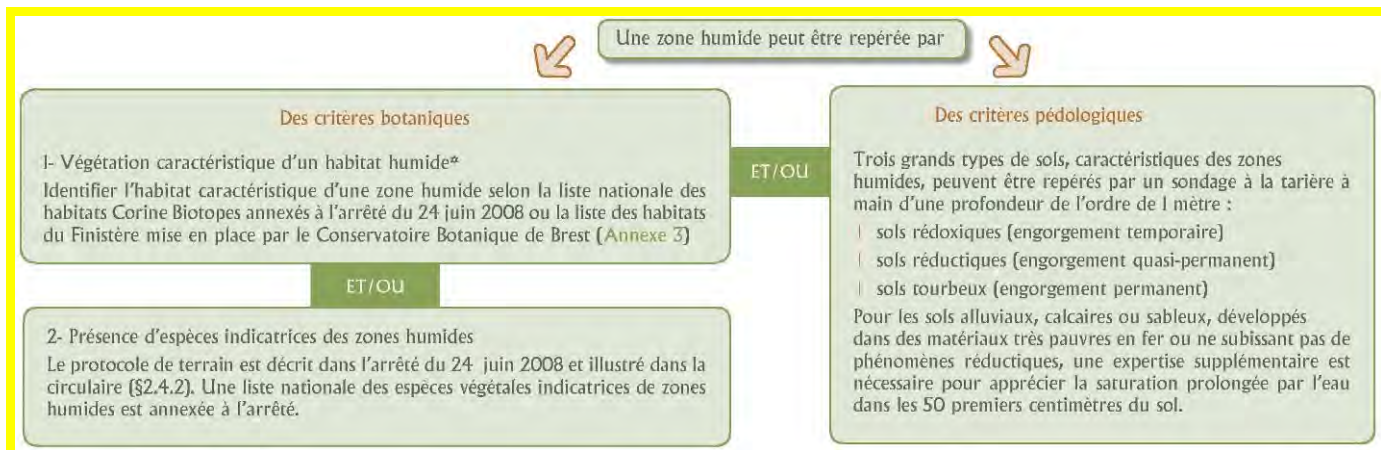 Une zone humide peut être repérée par
Des critères botaniques
1- Végétation caractéristique d'un habitat humide*
Identifier l'habitat caractéristique d'une zone humide selon la liste nationale des
habitats Corine Biotopes annexés à l'arrêté du 24 juin 2008 ou la liste des habitats
du Finistère mise en place par le Conservatoire Botanique de Brest (Annexe 3)
ET/OU
2- Présence d'espèces indicatrices des zones humides
Le protocole de terrain est décrit dans l'arrêté du 24 juin 2008 et illustré dans la
circulaire (§2.4.2). Une liste nationale des espèces végétales indicatrices de zones
humides est annexée à l'arrêté.
ET/OU
Des critères pédologiques
Trois grands types de sols, caractéristiques des zones
humides, peuvent être repérés par un sondage à la tarière à
main d'une profondeur de l'ordre de 1 mètre :
| sols rédoxiques (engorgement temporaire)
| sols réductiques (engorgement quasi-permanent)
| sols tourbeux (engorgement permanent)
Pour les sols alluviaux, calcaires ou sableux, développés
dans des matériaux très pauvres en fer ou ne subissant pas de
phénomènes réductiques, une expertise supplémentaire est
nécessaire pour apprécier la saturation prolongée par l'eau
dans les 50 premiers centimètres du sol.